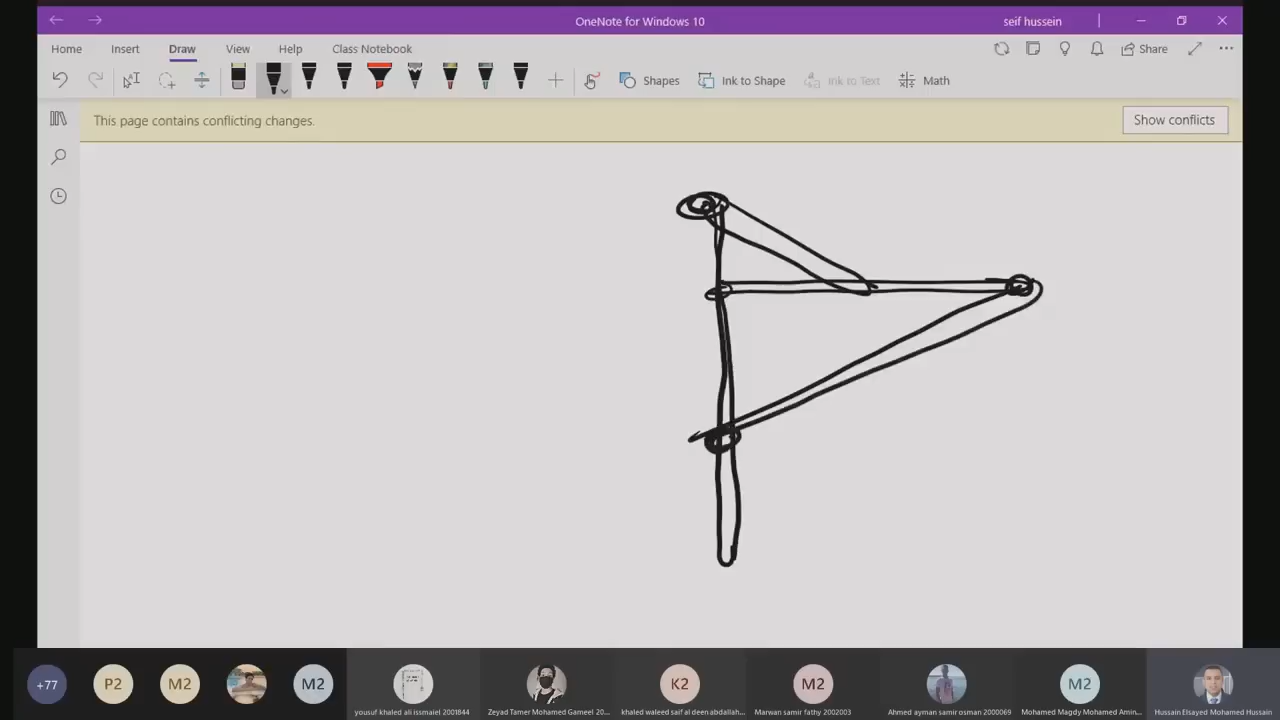 OneNote for Windows 10
seif hussein
Home Insert Draw View Help Class Notebook
Share
Shapes Ink to Shape Ink to Text Math
This page contains conflicting changes.
Show conflicts
+77 P2 M2 M2 K2 M2 M2
yousuf khaled ali issmaiel 2001844
Zeyad Tamer Mohamed Gameel 20...
khaled waleed saif al deen abdallah...
Marwan samir fathy 2002003
Ahmed ayman samir osman 2000069
Mohamed Magdy Mohamed Amin,...
Hussain Elsayed Mohamed Hussain